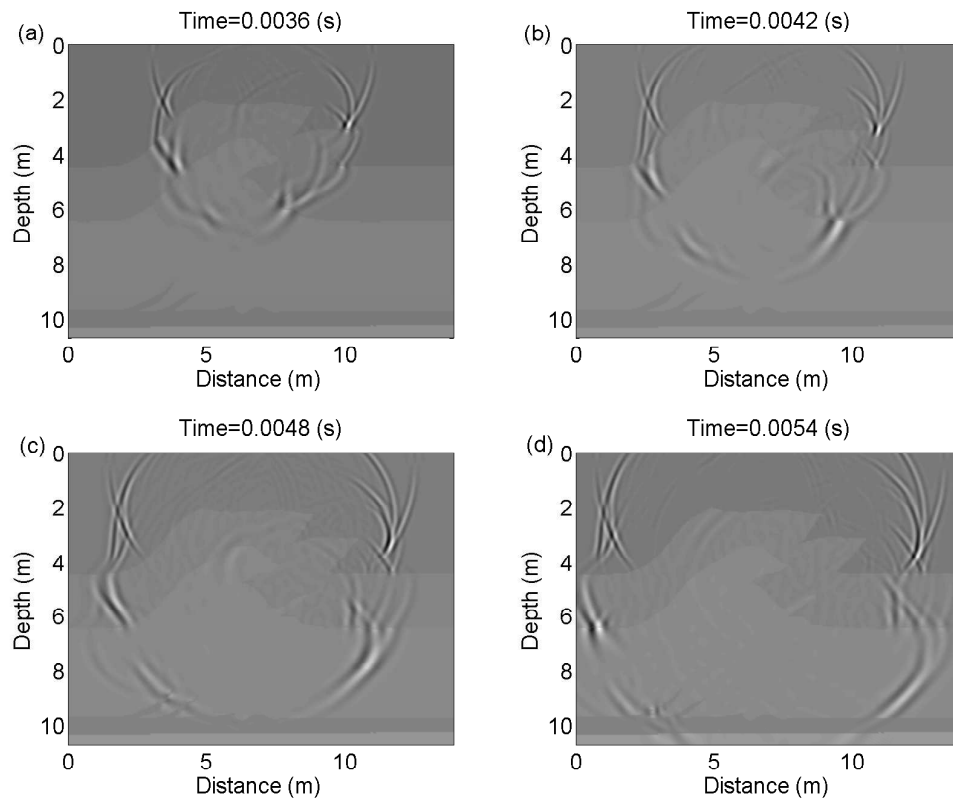 (a)
Time=0.0036 (s)
0
2
4
6
8
10
Depth (m)
0
5
10
Distance (m)
(b)
Time=0.0042 (s)
0
2
4
6
8
10
Depth (m)
0
5
10
Distance (m)
(c)
Time=0.0048 (s)
0
2
4
6
8
10
Depth (m)
0
5
10
Distance (m)
(d)
Time=0.0054 (s)
0
2
4
6
8
10
Depth (m)
0
5
10
Distance (m)